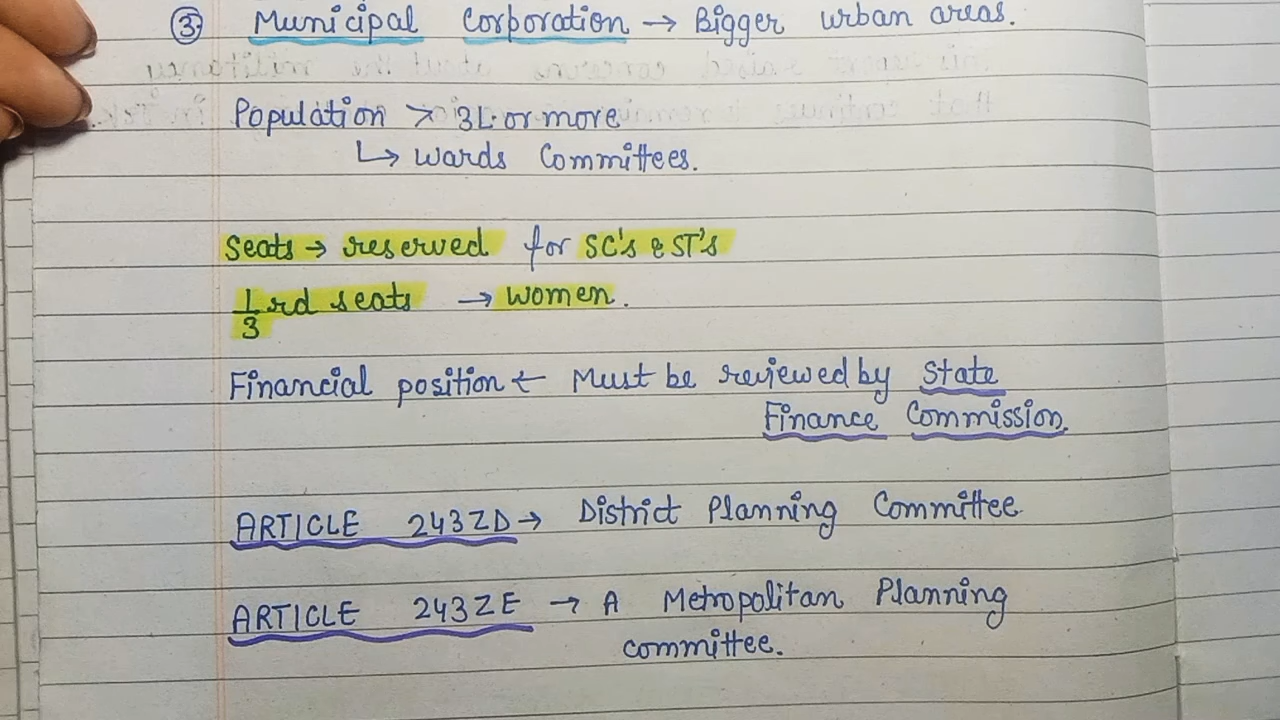 ③ Municipal Corporation → Bigger urban areas.
Population > 3L or more
↳ wards Committees.
Seats → reserved for SC's & ST's
1/3 rd seats → women.
Financial position ← Must be reviewed by State
Finance Commission.
ARTICLE 243ZD → District Planning Committee
ARTICLE 243ZE → A Metropolitan Planning
committee.